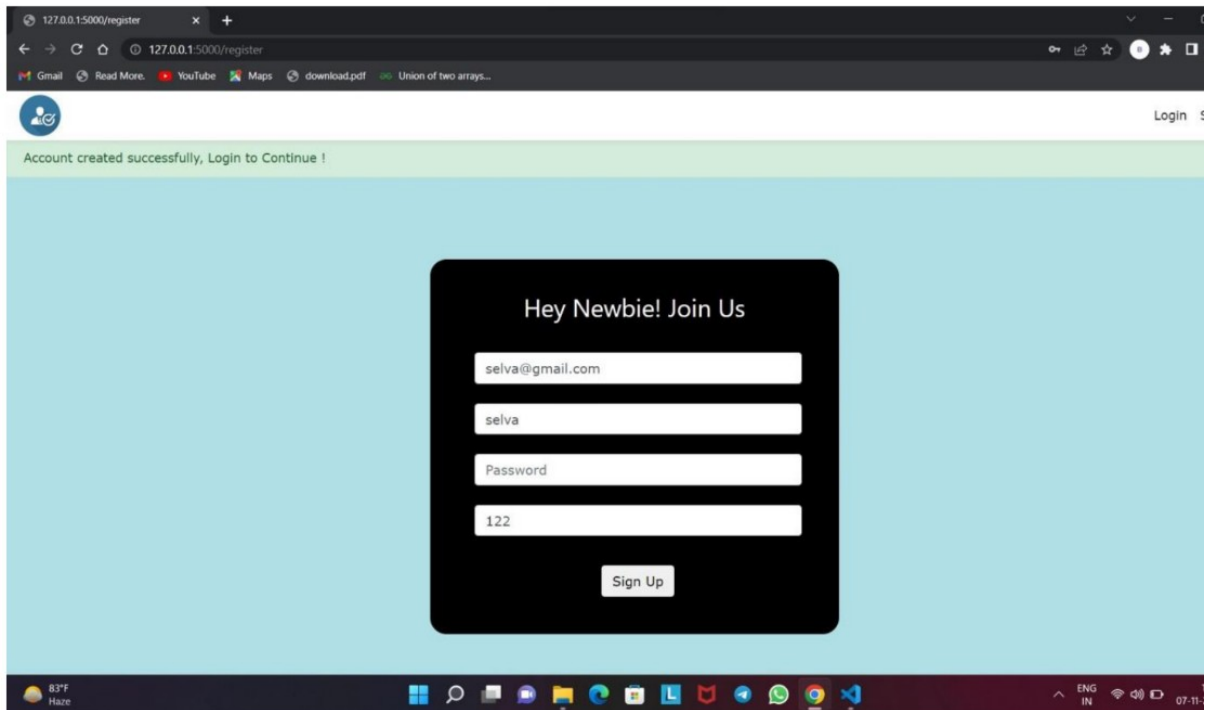 127.0.0.1:5000/register
127.0.0.1:5000/register
Gmail Read More. YouTube Maps download.pdf Union of two arrays...
Login
Account created successfully, Login to Continue !
Hey Newbie! Join Us
selva@gmail.com
selva
Password
122
Sign Up
83°F
Haze
ENG
IN
07-11-